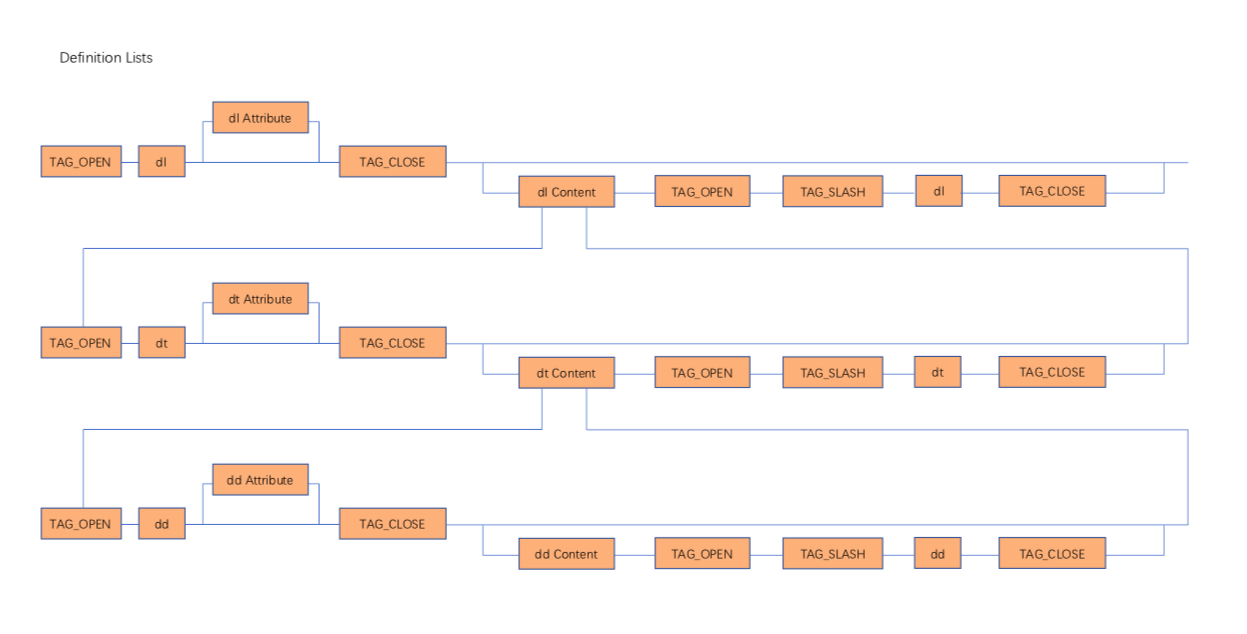 Definition Lists
dl Attribute
TAG_OPEN dl TAG_CLOSE
dl Content TAG_OPEN TAG_SLASH dl TAG_CLOSE
dt Attribute
TAG_OPEN dt TAG_CLOSE
dt Content TAG_OPEN TAG_SLASH dt TAG_CLOSE
dd Attribute
TAG_OPEN dd TAG_CLOSE
dd Content TAG_OPEN TAG_SLASH dd TAG_CLOSE